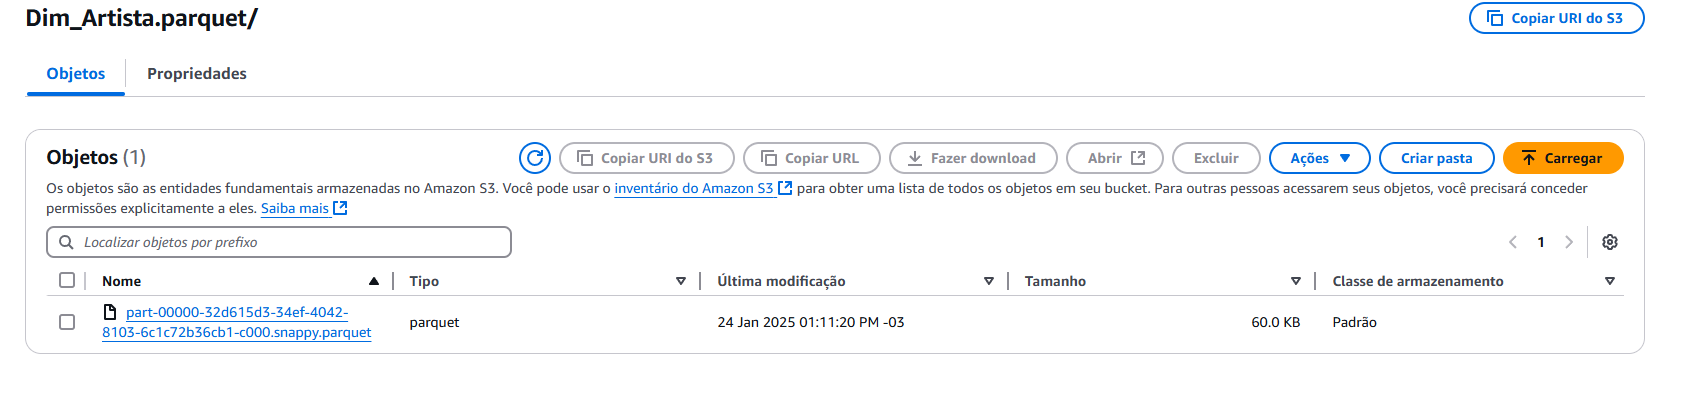 Dim_Artista.parquet/
Copiar URI do S3
Objetos
Propriedades
Objetos (1)
Copiar URI do S3
Copiar URL
Fazer download
Abrir
Excluir
Ações
Criar pasta
Carregar
Os objetos são as entidades fundamentais armazenadas no Amazon S3. Você pode usar o inventário do Amazon S3 para obter uma lista de todos os objetos em seu bucket. Para outras pessoas acessarem seus objetos, você precisará conceder
permissões explicitamente a eles. Saiba mais
Localizar objetos por prefixo
1
Nome
Tipo
Última modificação
Tamanho
Classe de armazenamento
part-00000-32d615d3-34ef-4042-
8103-6c1c72b36cb1-c000.snappy.parquet
parquet
24 Jan 2025 01:11:20 PM -03
60.0 KB
Padrão